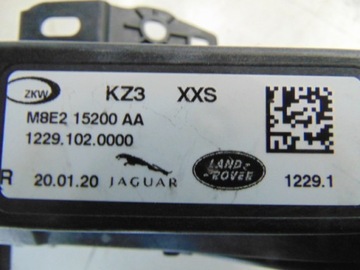 ZKW KZ3 XXS
M8E2 15200 AA
1229.102.0000
R 20.01.20 JAGUAR LAND- ROVER 1229.1